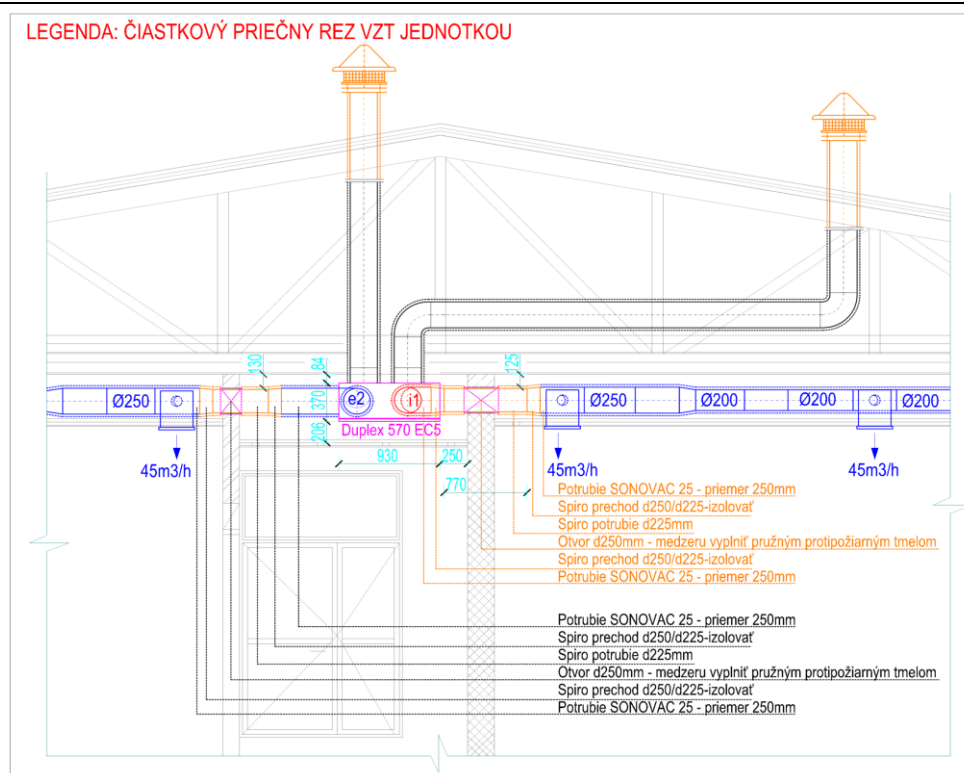 LEGENDA: ČIASTKOVÝ PRIEČNY REZ VZT JEDNOTKOU
130
84
125
Ø250
370
e2
i1
Ø250
Ø200
Ø200
Ø200
206
Duplex 570 EC5
45m3/h
930
250
45m3/h
45m3/h
770
Potrubie SONOVAC 25 - priemer 250mm
Spiro prechod d250/d225-izolovať
Spiro potrubie d225mm
Otvor d250mm - medzeru vyplniť pružným protipožiarným tmelom
Spiro prechod d250/d225-izolovať
Potrubie SONOVAC 25 - priemer 250mm
Potrubie SONOVAC 25 - priemer 250mm
Spiro prechod d250/d225-izolovať
Spiro potrubie d225mm
Otvor d250mm - medzeru vyplniť pružným protipožiarným tmelom
Spiro prechod d250/d225-izolovať
Potrubie SONOVAC 25 - priemer 250mm